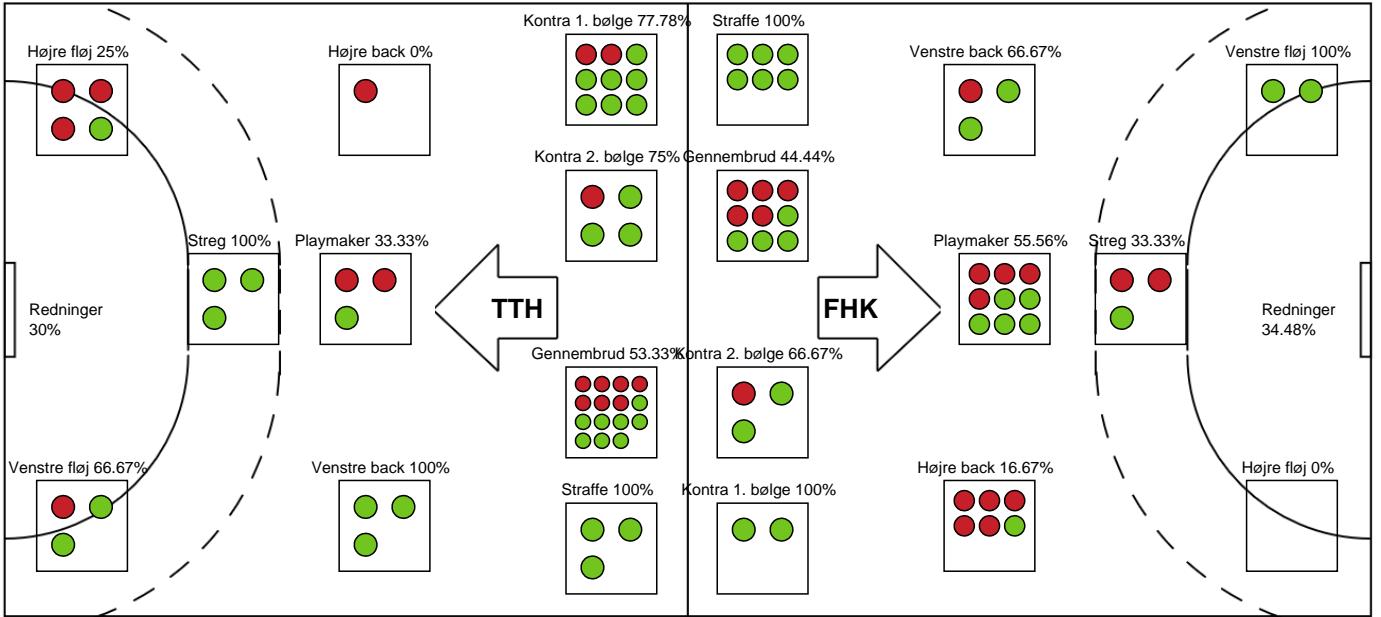 Kontra 1. bølge 77.78%
Straffe 100%
Højre fløj 25%
Højre back 0%
Venstre back 66.67%
Venstre fløj 100%
Kontra 2. bølge 75%
Gennembrud 44.44%
Streg 100%
Playmaker 33.33%
Playmaker 55.56%
Streg 33.33%
TTH
FHK
Redninger
30%
Redninger
34.48%
Gennembrud 53.33%
Kontra 2. bølge 66.67%
Venstre fløj 66.67%
Venstre back 100%
Straffe 100%
Kontra 1. bølge 100%
Højre back 16.67%
Højre fløj 0%